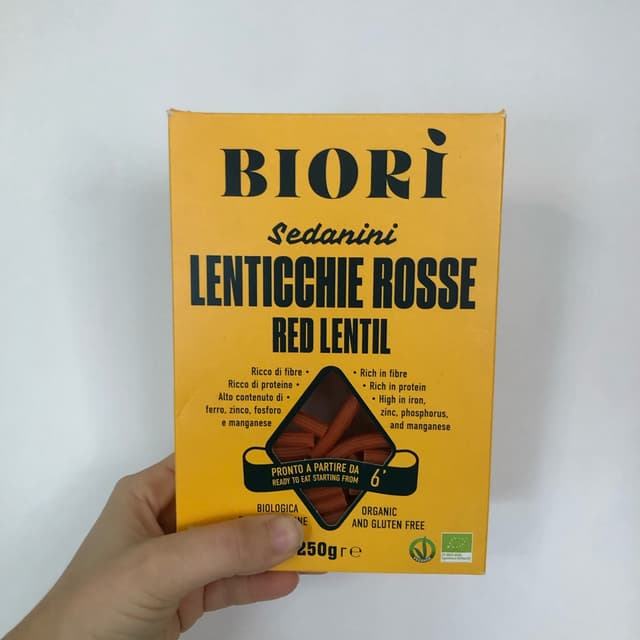 BIORÌ
Sedanini
LENTICCHIE ROSSE
RED LENTIL
Ricco di fibre •
Ricco di proteine •
Alto contenuto di •
ferro, zinco, fosforo
e manganese
• Rich in fibre
• Rich in protein
• High in iron,
zinc, phosphorus,
and manganese
PRONTO A PARTIRE DA
READY TO EAT STARTING FROM
6'
BIOLOGICA
ORGANIC
AND GLUTEN FREE
250g r e